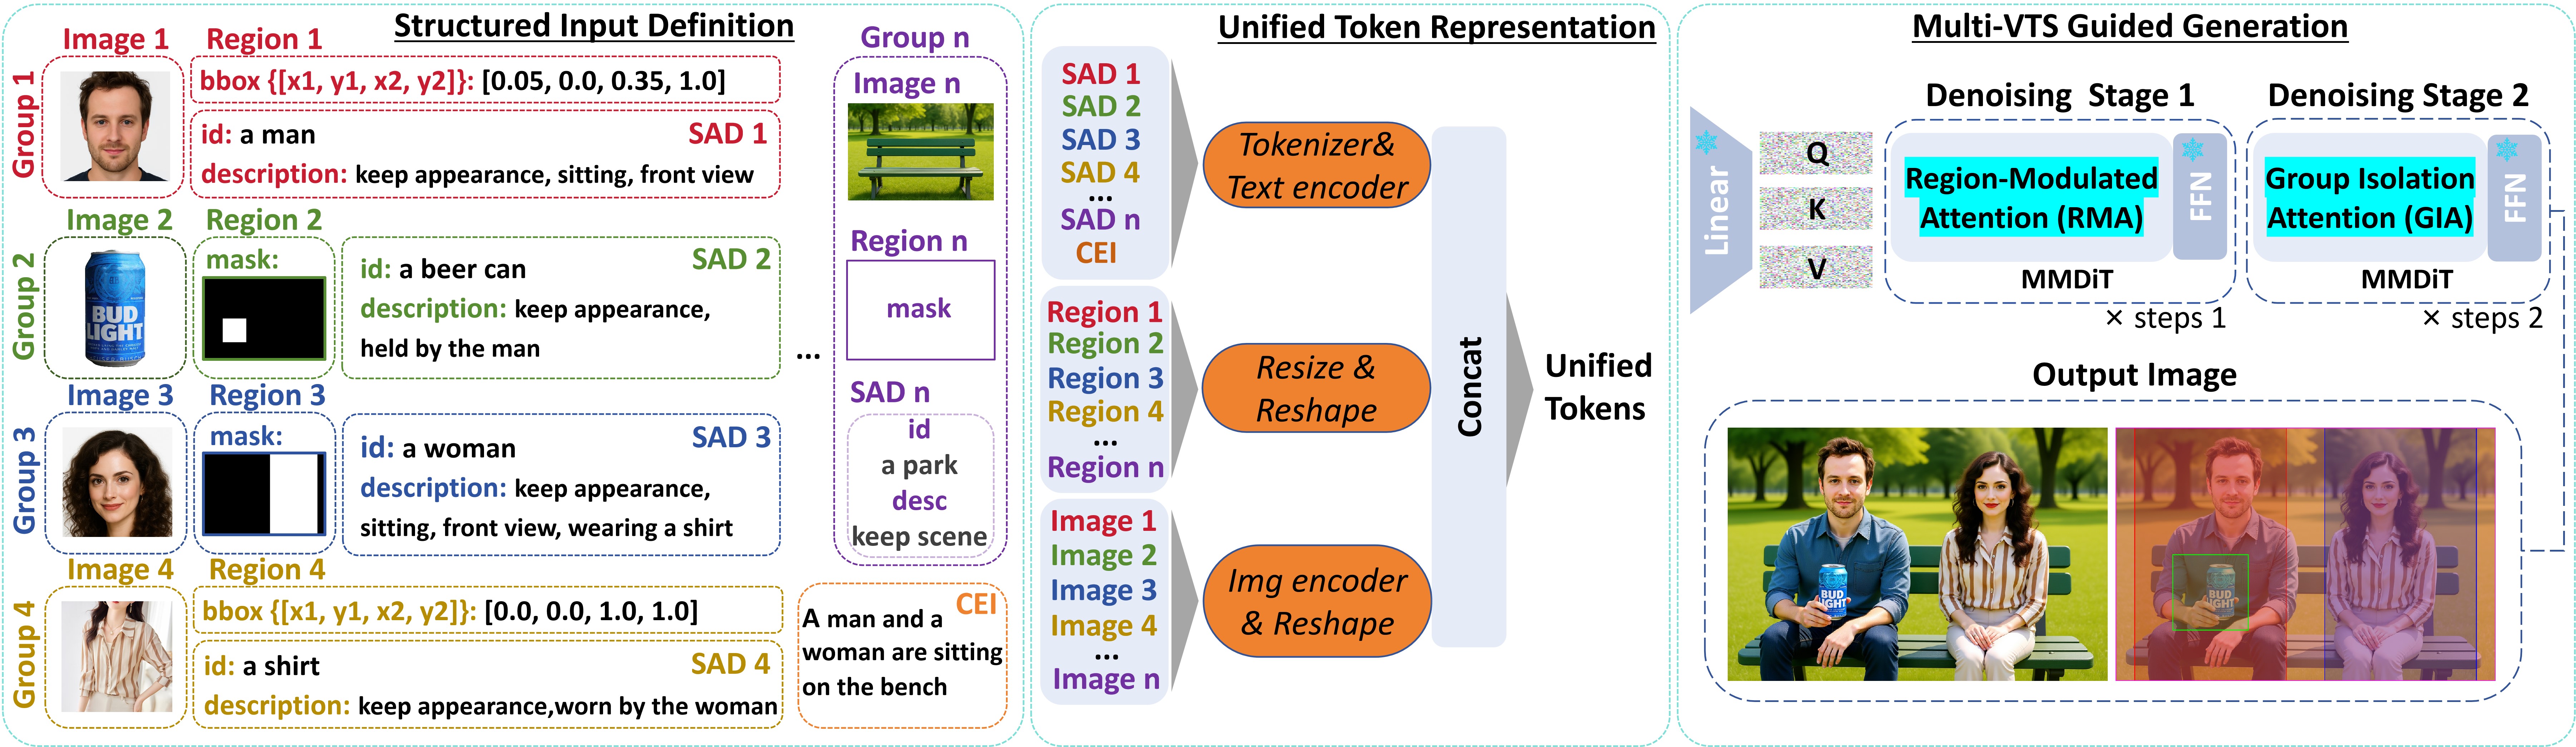 Structured Input Definition
Group 1
Image 1
Region 1
bbox {[x1, y1, x2, y2]}: [0.05, 0.0, 0.35, 1.0]
id: a man
SAD 1
description: keep appearance, sitting, front view
Group 2
Image 2
BUD
LIGHT
Region 2
mask:
id: a beer can
SAD 2
description: keep appearance,
held by the man
Group 3
Image 3
Region 3
mask:
id: a woman
SAD 3
description: keep appearance,
sitting, front view, wearing a shirt
Group 4
Image 4
Region 4
bbox {[x1, y1, x2, y2]}: [0.0, 0.0, 1.0, 1.0]
id: a shirt
SAD 4
description: keep appearance,worn by the woman
...
Group n
Image n
Region n
mask
SAD n
id
a park
desc
keep scene
CEI
A man and a
woman are sitting
on the bench
Unified Token Representation
SAD 1
SAD 2
SAD 3
SAD 4
...
SAD n
CEI
Tokenizer&
Text encoder
Region 1
Region 2
Region 3
Region 4
...
Region n
Resize &
Reshape
Image 1
Image 2
Image 3
Image 4
...
Image n
Img encoder
& Reshape
Concat
Unified
Tokens
Multi-VTS Guided Generation
Linear
Q
K
V
Denoising Stage 1
Region-Modulated
Attention (RMA)
FFN
MMDiT
× steps 1
Denoising Stage 2
Group Isolation
Attention (GIA)
FFN
MMDiT
× steps 2
Output Image
BUD
LIGHT
BUD
LIGHT